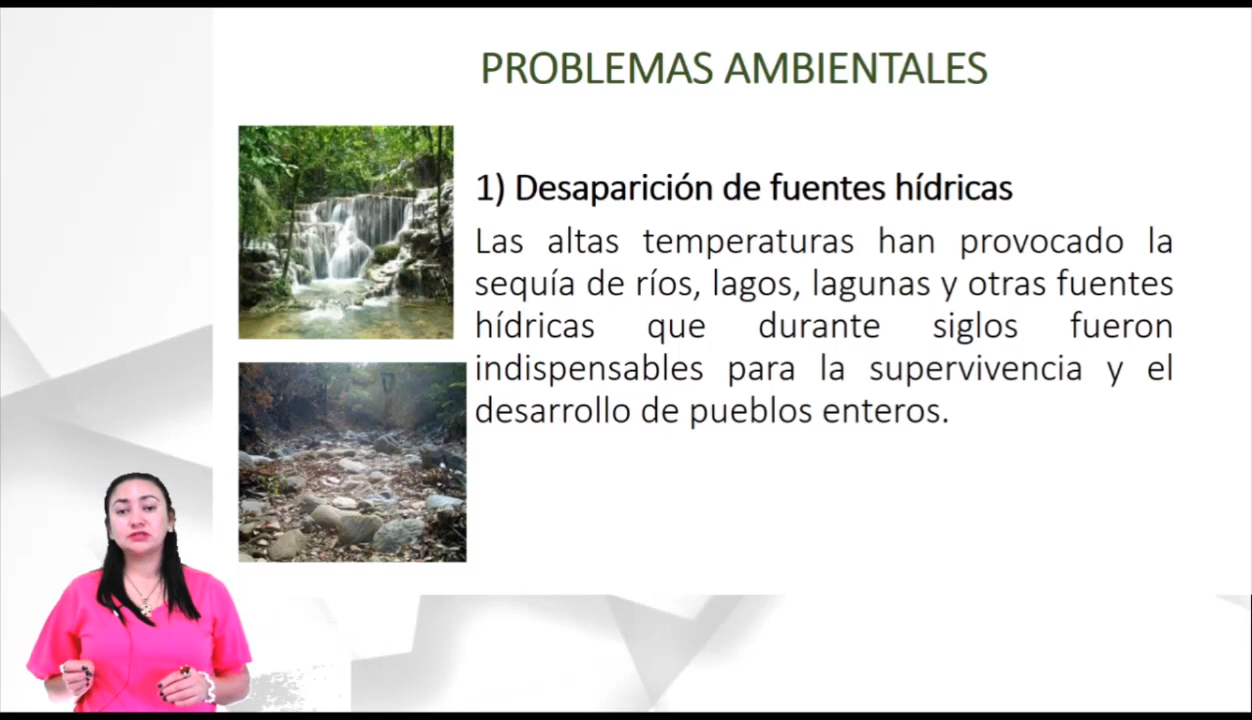 PROBLEMAS AMBIENTALES
1) Desaparición de fuentes hídricas
Las altas temperaturas han provocado la
sequía de ríos, lagos, lagunas y otras fuentes
hídricas que durante siglos fueron
indispensables para la supervivencia y el
desarrollo de pueblos enteros.